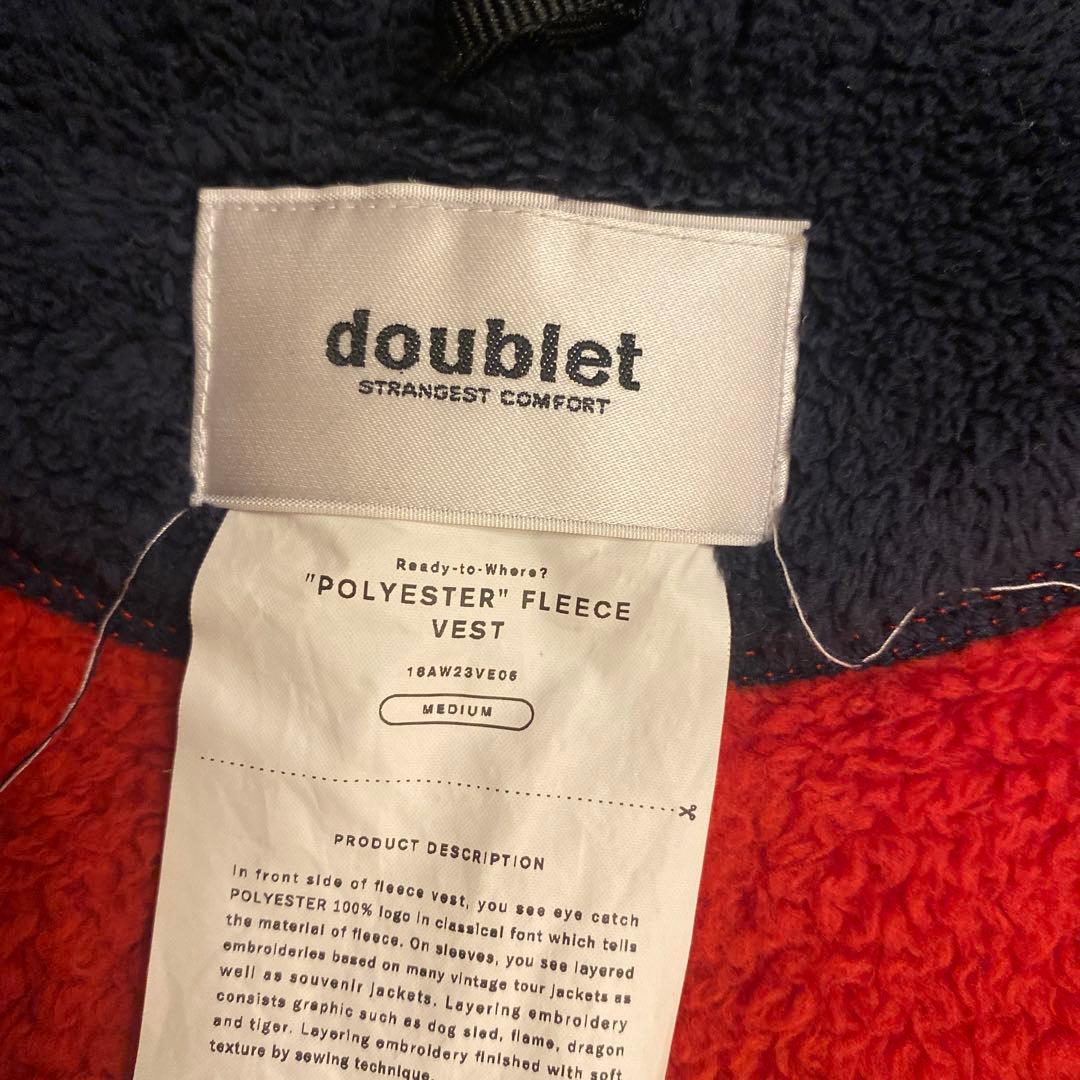 doublet
STRANGEST COMFORT
Ready-to-Where?
"POLYESTER" FLEECE
VEST
18AW23VE06
MEDIUM
PRODUCT DESCRIPTION
In front side of fleece vest, you see eye catch
POLYESTER 100% logo in classical font which tells
the material of fleece. On sleeves, you see layered
embroideries based on many vintage tour jackets as
well as souvenir jackets. Layering embroidery
consists graphic such as dog sled, flame, dragon
and tiger. Layering embroidery finished with soft
texture by sewing technique.